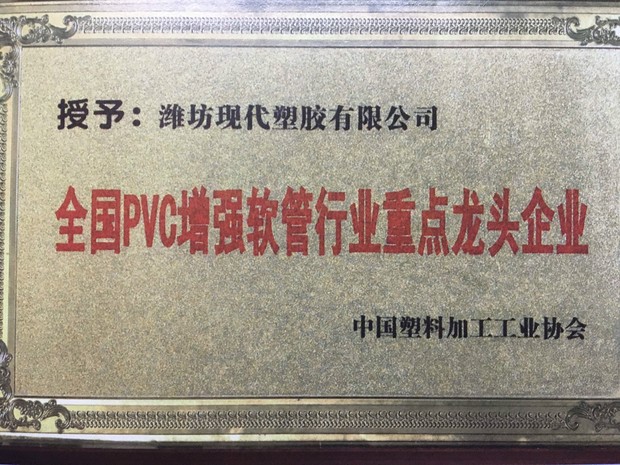 授予：潍坊现代塑胶有限公司
全国PVC增强软管行业重点龙头企业
中国塑料加工工业协会